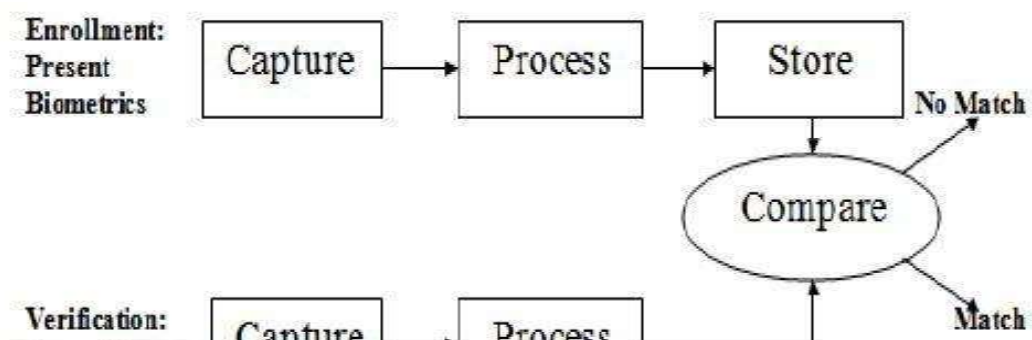 Enrollment:
Present
Biometrics
Capture
Process
Store
No Match
Compare
Match
Verification:
Capture
Process